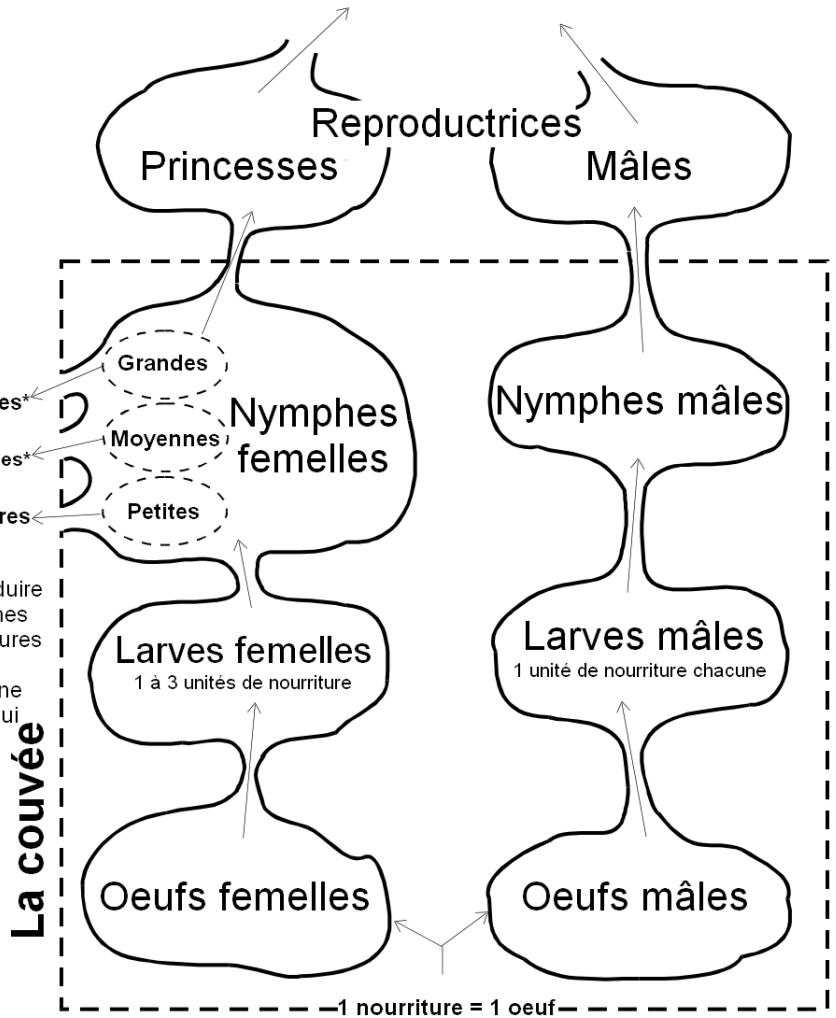 Reproductrices
Princesses
Mâles
Grandes
Moyennes
Petites
Nymphes
femelles
Nymphes mâles
Larves femelles
1 à 3 unités de nourriture
Larves mâles
1 unité de nourriture chacune
La couvée
Oeufs femelles
Oeufs mâles
1 nourriture = 1 oeuf